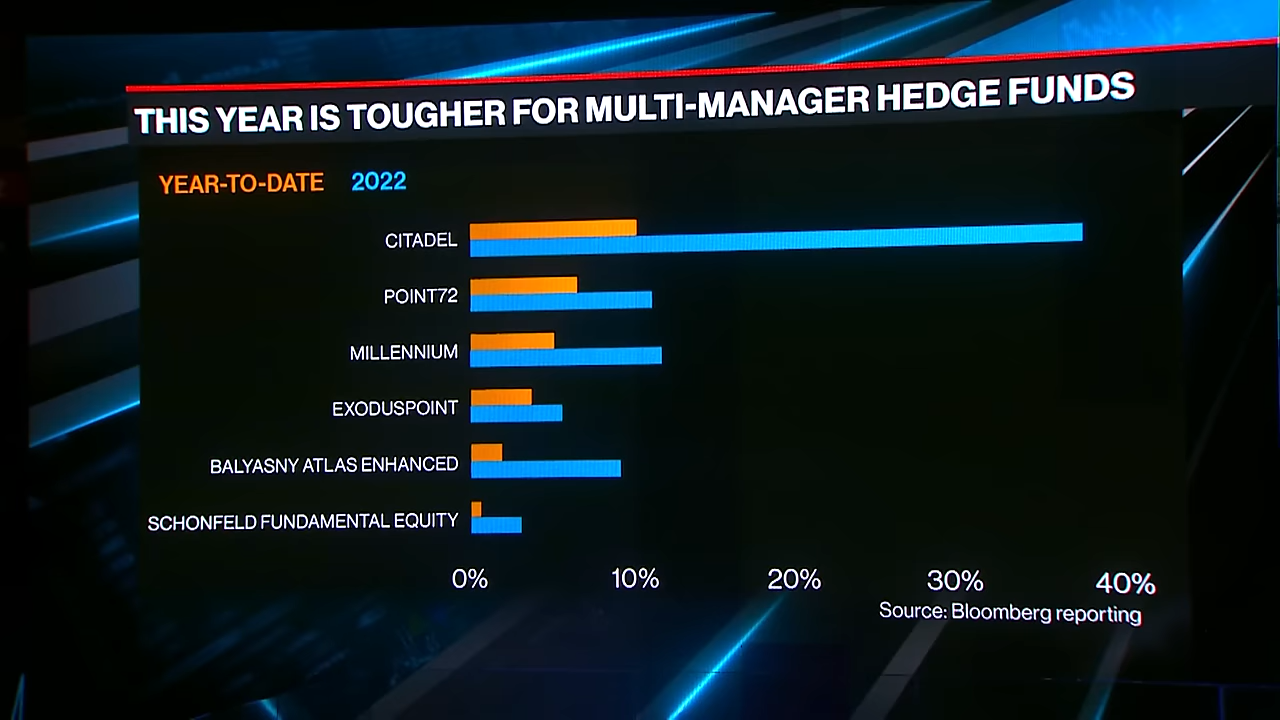 THIS YEAR IS TOUGHER FOR MULTI-MANAGER HEDGE FUNDS
YEAR-TO-DATE 2022
CITADEL
POINT72
MILLENNIUM
EXODUSPOINT
BALYASNY ATLAS ENHANCED
SCHONFELD FUNDAMENTAL EQUITY
0% 10% 20% 30% 40%
Source: Bloomberg reporting